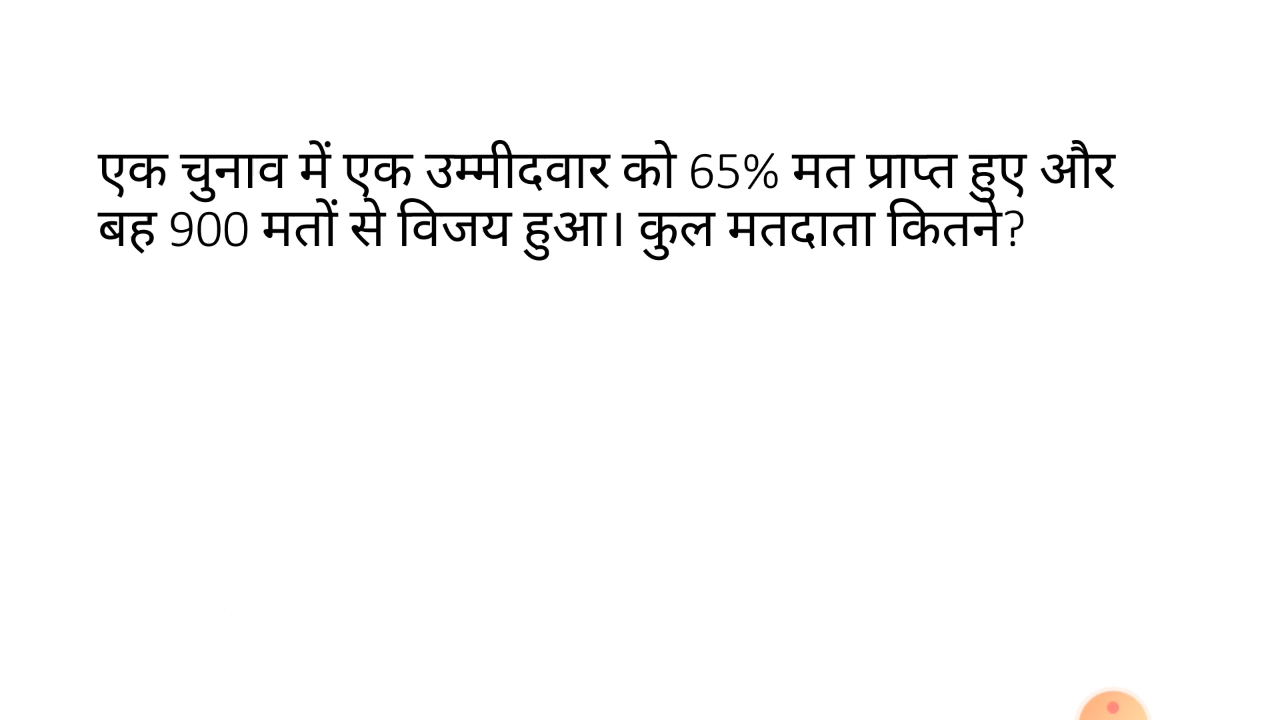 एक चुनाव में एक उम्मीदवार को 65% मत प्राप्त हुए और
बह 900 मतों से विजय हुआ। कुल मतदाता कितने?